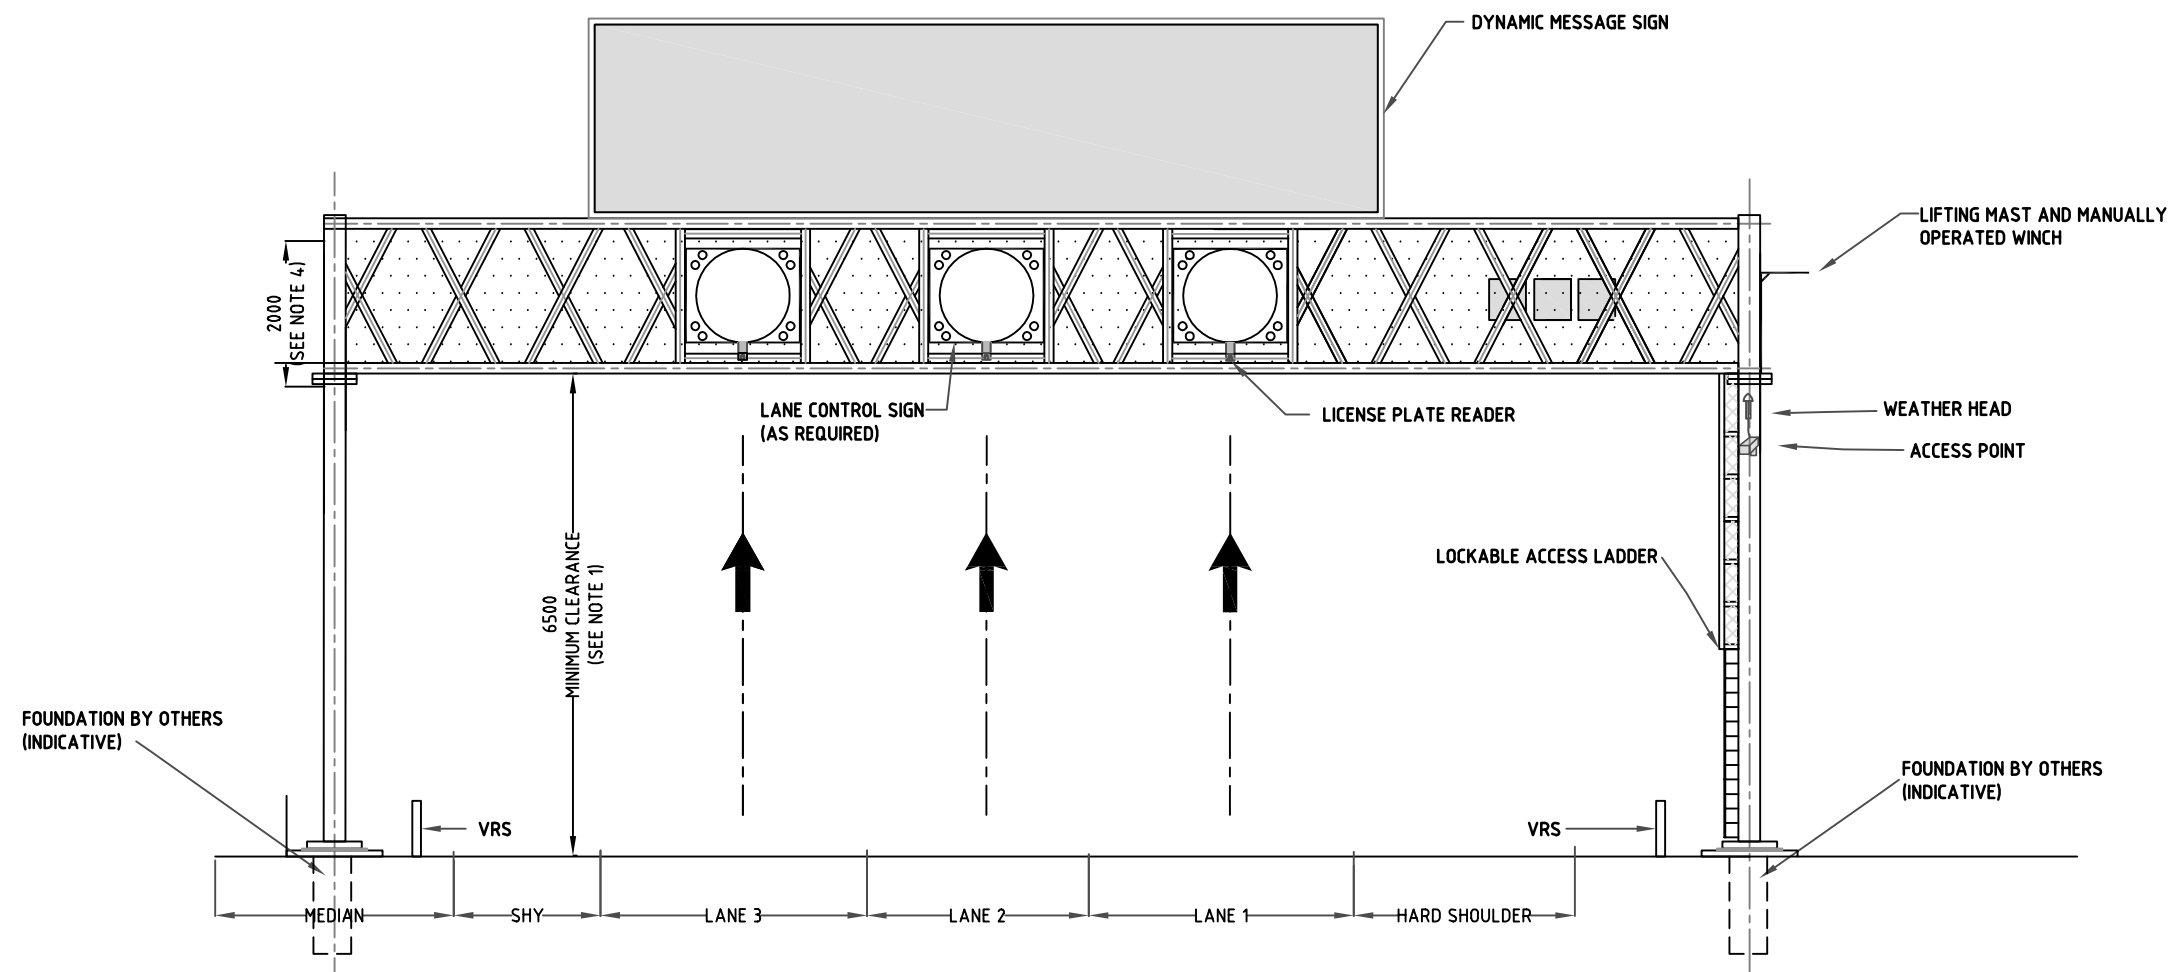 DYNAMIC MESSAGE SIGN
LIFTING MAST AND MANUALLY
OPERATED WINCH
2000
(SEE NOTE 4)
LANE CONTROL SIGN
(AS REQUIRED)
LICENSE PLATE READER
WEATHER HEAD
ACCESS POINT
6500
MINIMUM CLEARANCE
(SEE NOTE 1)
LOCKABLE ACCESS LADDER
FOUNDATION BY OTHERS
(INDICATIVE)
FOUNDATION BY OTHERS
(INDICATIVE)
VRS
VRS
MEDIAN
SHY
LANE 3
LANE 2
LANE 1
HARD SHOULDER